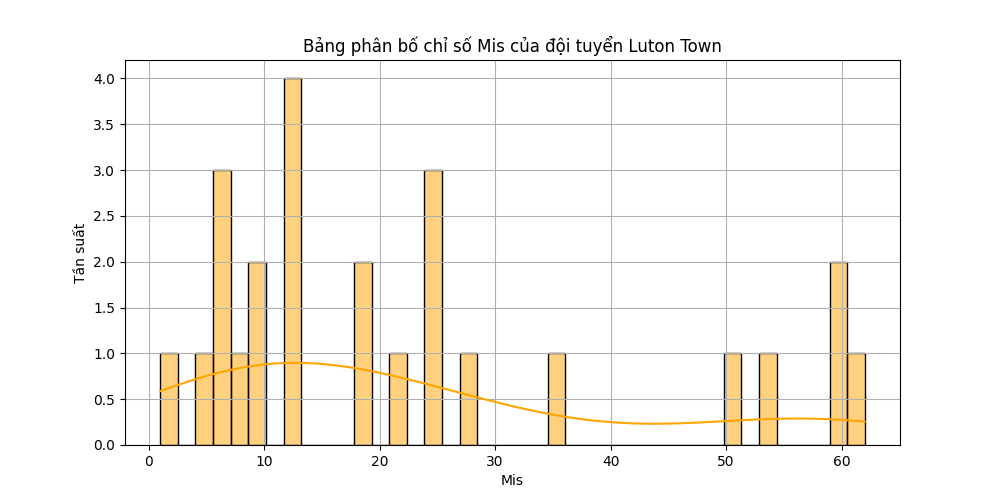 Bảng phân bố chỉ số Mis của đội tuyển Luton Town
4.0
3.5
3.0
2.5
2.0
1.5
1.0
0.5
0.0
Tần suất
0 10 20 30 40 50 60
Mis